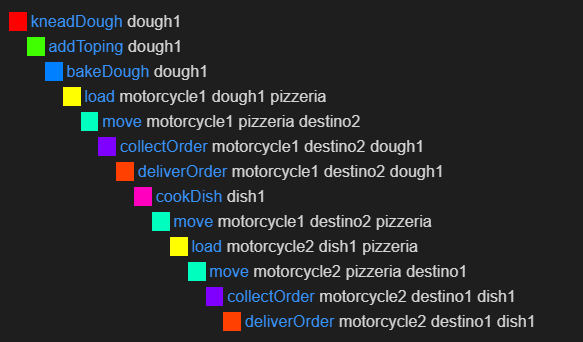 kneadDough dough1
addToping dough1
bakeDough dough1
load motorcycle1 dough1 pizzeria
move motorcycle1 pizzeria destino2
collectOrder motorcycle1 destino2 dough1
deliverOrder motorcycle1 destino2 dough1
cookDish dish1
move motorcycle1 destino2 pizzeria
load motorcycle2 dish1 pizzeria
move motorcycle2 pizzeria destino1
collectOrder motorcycle2 destino1 dish1
deliverOrder motorcycle2 destino1 dish1